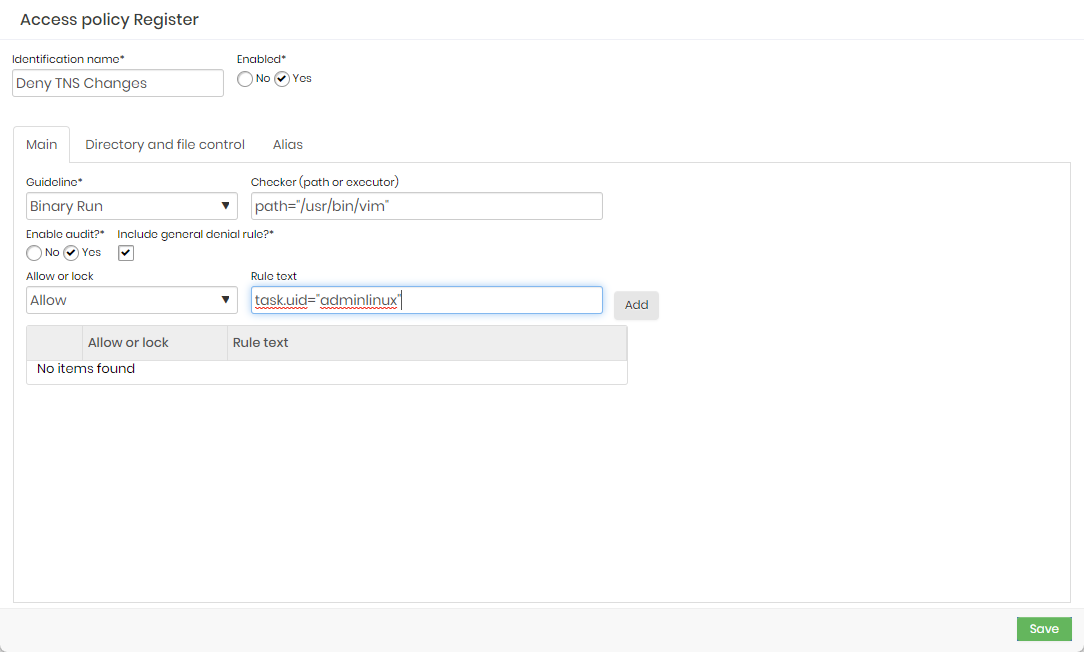 Access policy Register
Identification name* Enabled*
Deny TNS Changes No Yes
Main Directory and file control Alias
Guideline* Checker (path or executor)
Binary Run path="/usr/bin/vim"
Enable audit?* Include general denial rule?*
No Yes
Allow or lock Rule text
Allow task.uid="adminlinux" Add
Allow or lock Rule text
No items found
Save